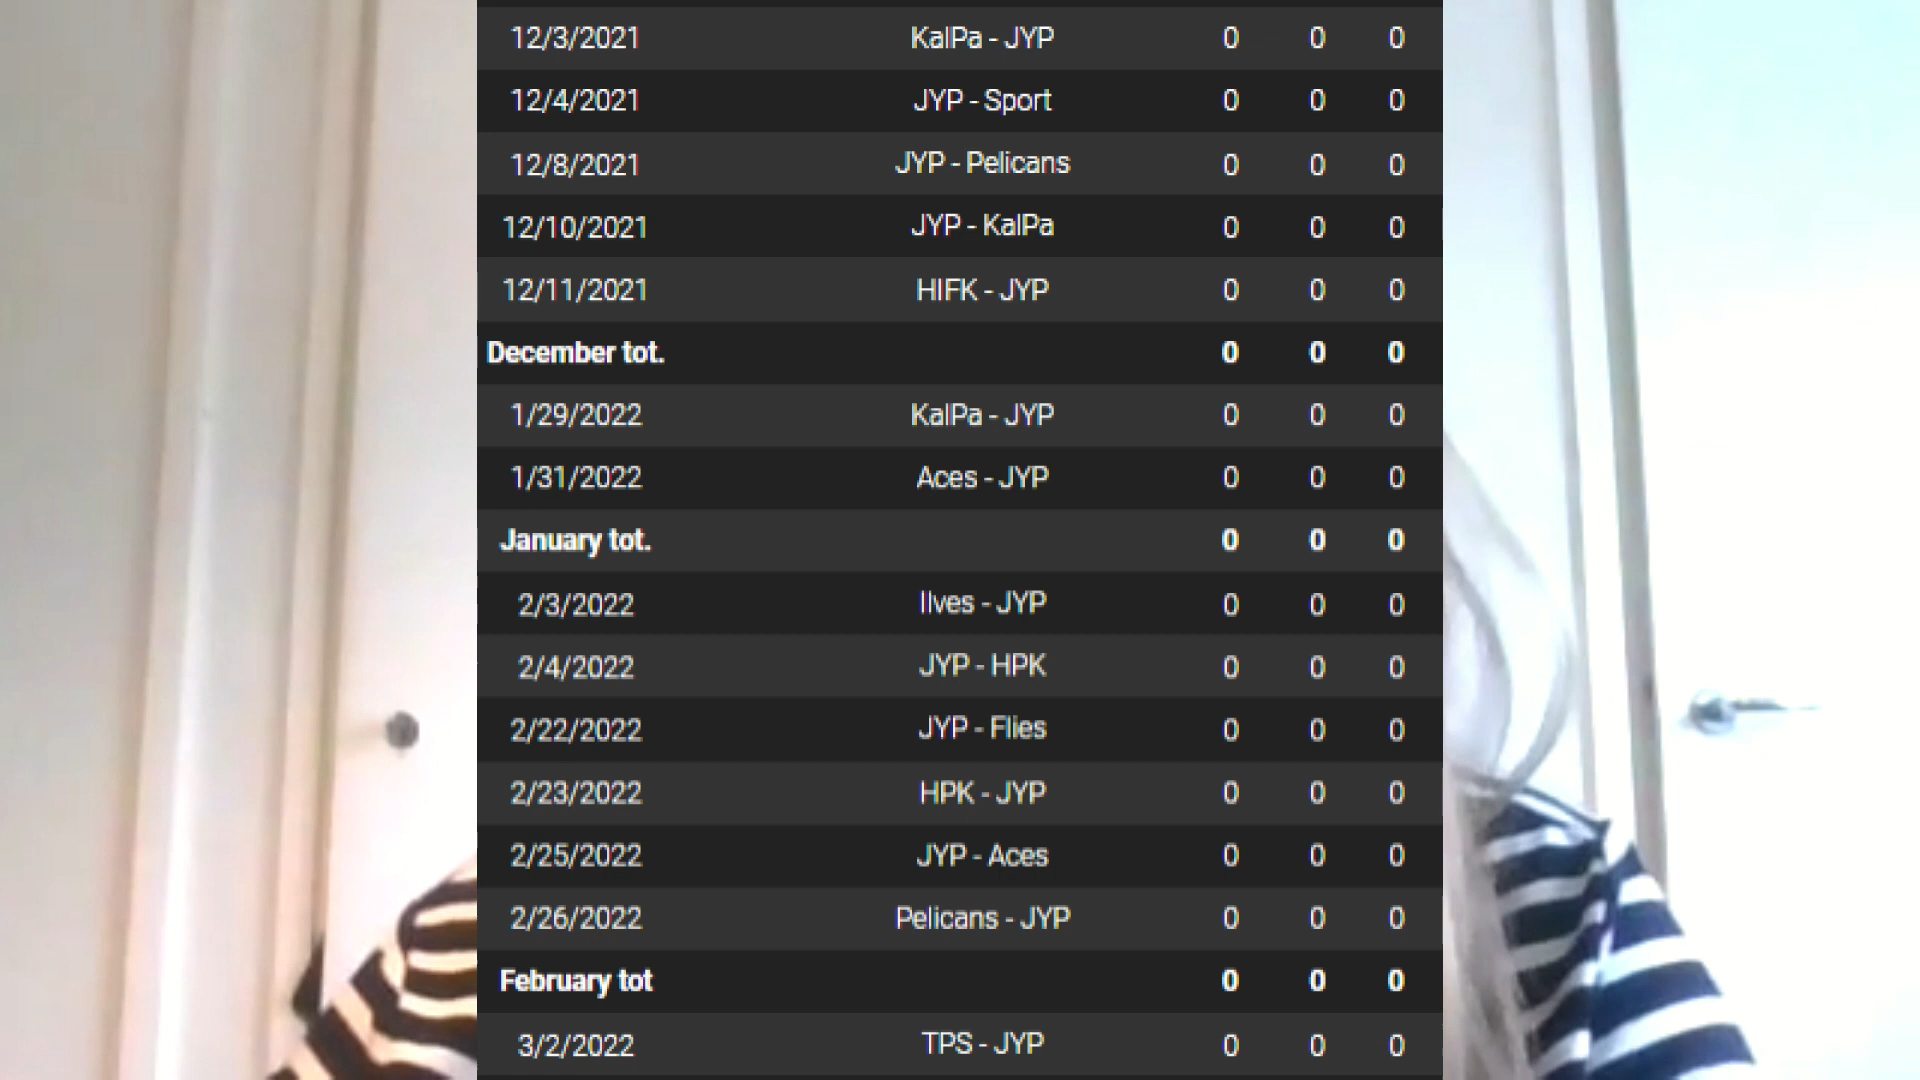 12/3/2021 KalPa - JYP 0 0 0
12/4/2021 JYP - Sport 0 0 0
12/8/2021 JYP - Pelicans 0 0 0
12/10/2021 JYP - KalPa 0 0 0
12/11/2021 HIFK - JYP 0 0 0
December tot. 0 0 0
1/29/2022 KalPa - JYP 0 0 0
1/31/2022 Aces - JYP 0 0 0
January tot. 0 0 0
2/3/2022 Ilves - JYP 0 0 0
2/4/2022 JYP - HPK 0 0 0
2/22/2022 JYP - Flies 0 0 0
2/23/2022 HPK - JYP 0 0 0
2/25/2022 JYP - Aces 0 0 0
2/26/2022 Pelicans - JYP 0 0 0
February tot 0 0 0
3/2/2022 TPS - JYP 0 0 0